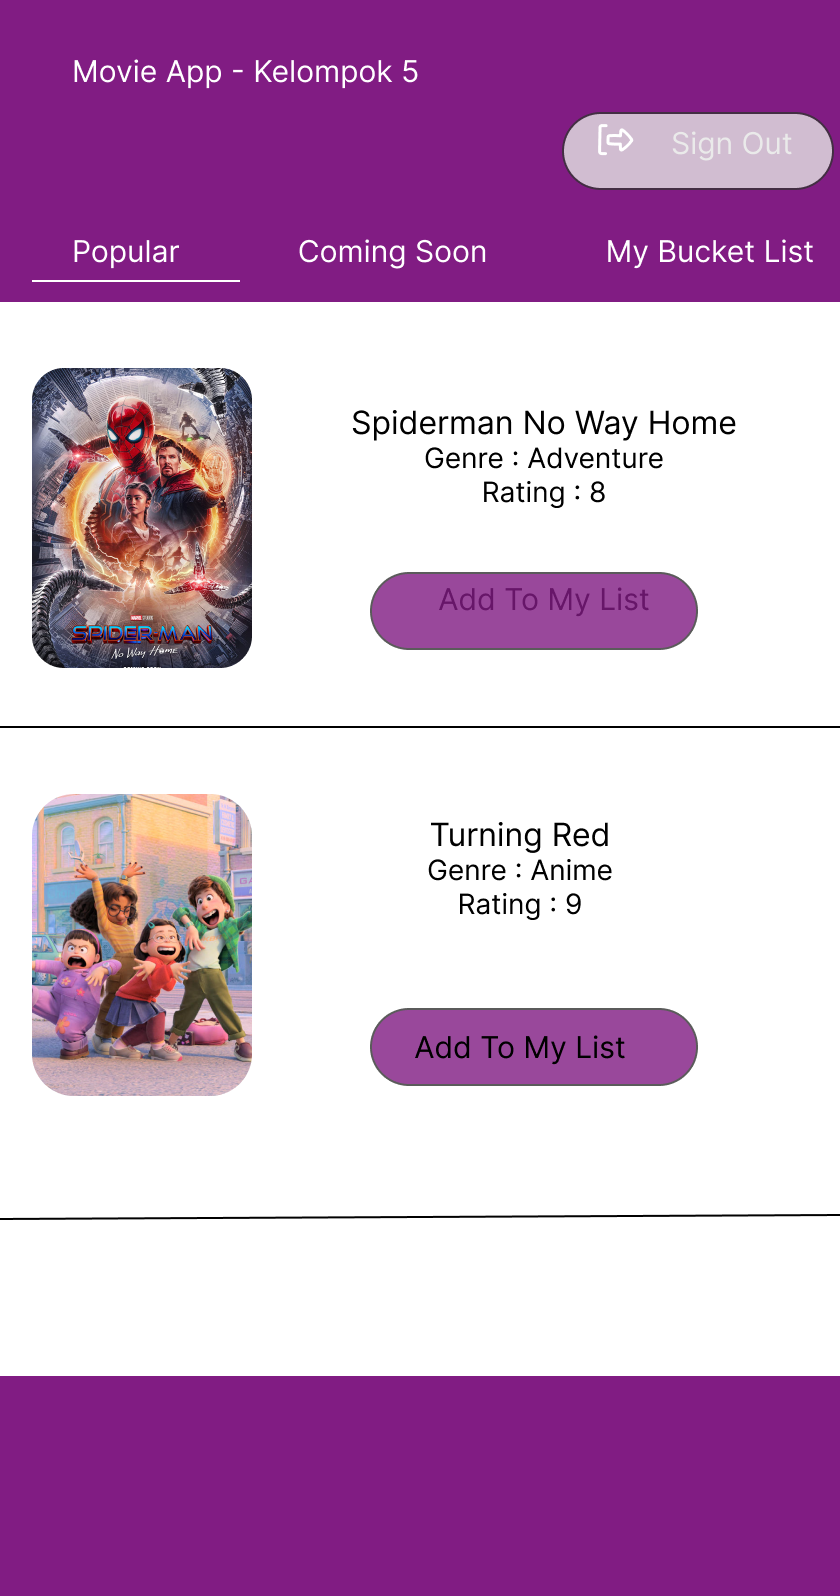 Movie App - Kelompok 5
Sign Out
Popular
Coming Soon
My Bucket List
Spiderman No Way Home
Genre : Adventure
Rating : 8
MARVEL STUDIOS
SPIDER-MAN
No Way Home
Add To My List
Turning Red
Genre : Anime
Rating : 9
Add To My List